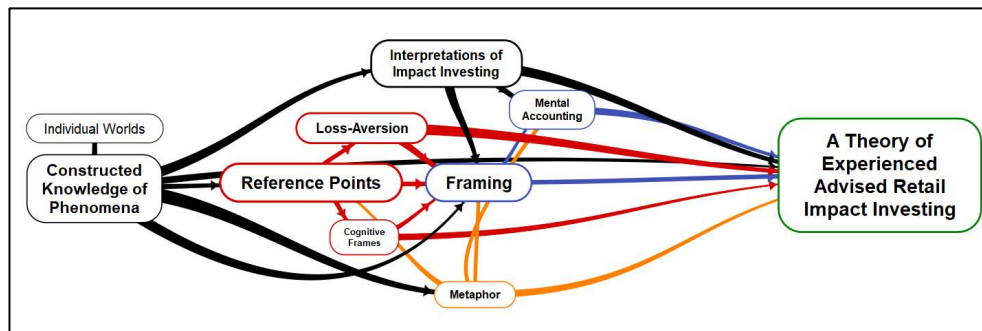 Interpretations of
Impact Investing
Mental
Accounting
Individual Worlds
Loss-Aversion
Constructed
Knowledge of
Phenomena
Reference Points
Framing
Cognitive
Frames
Metaphor
A Theory of
Experienced
Advised Retail
Impact Investing